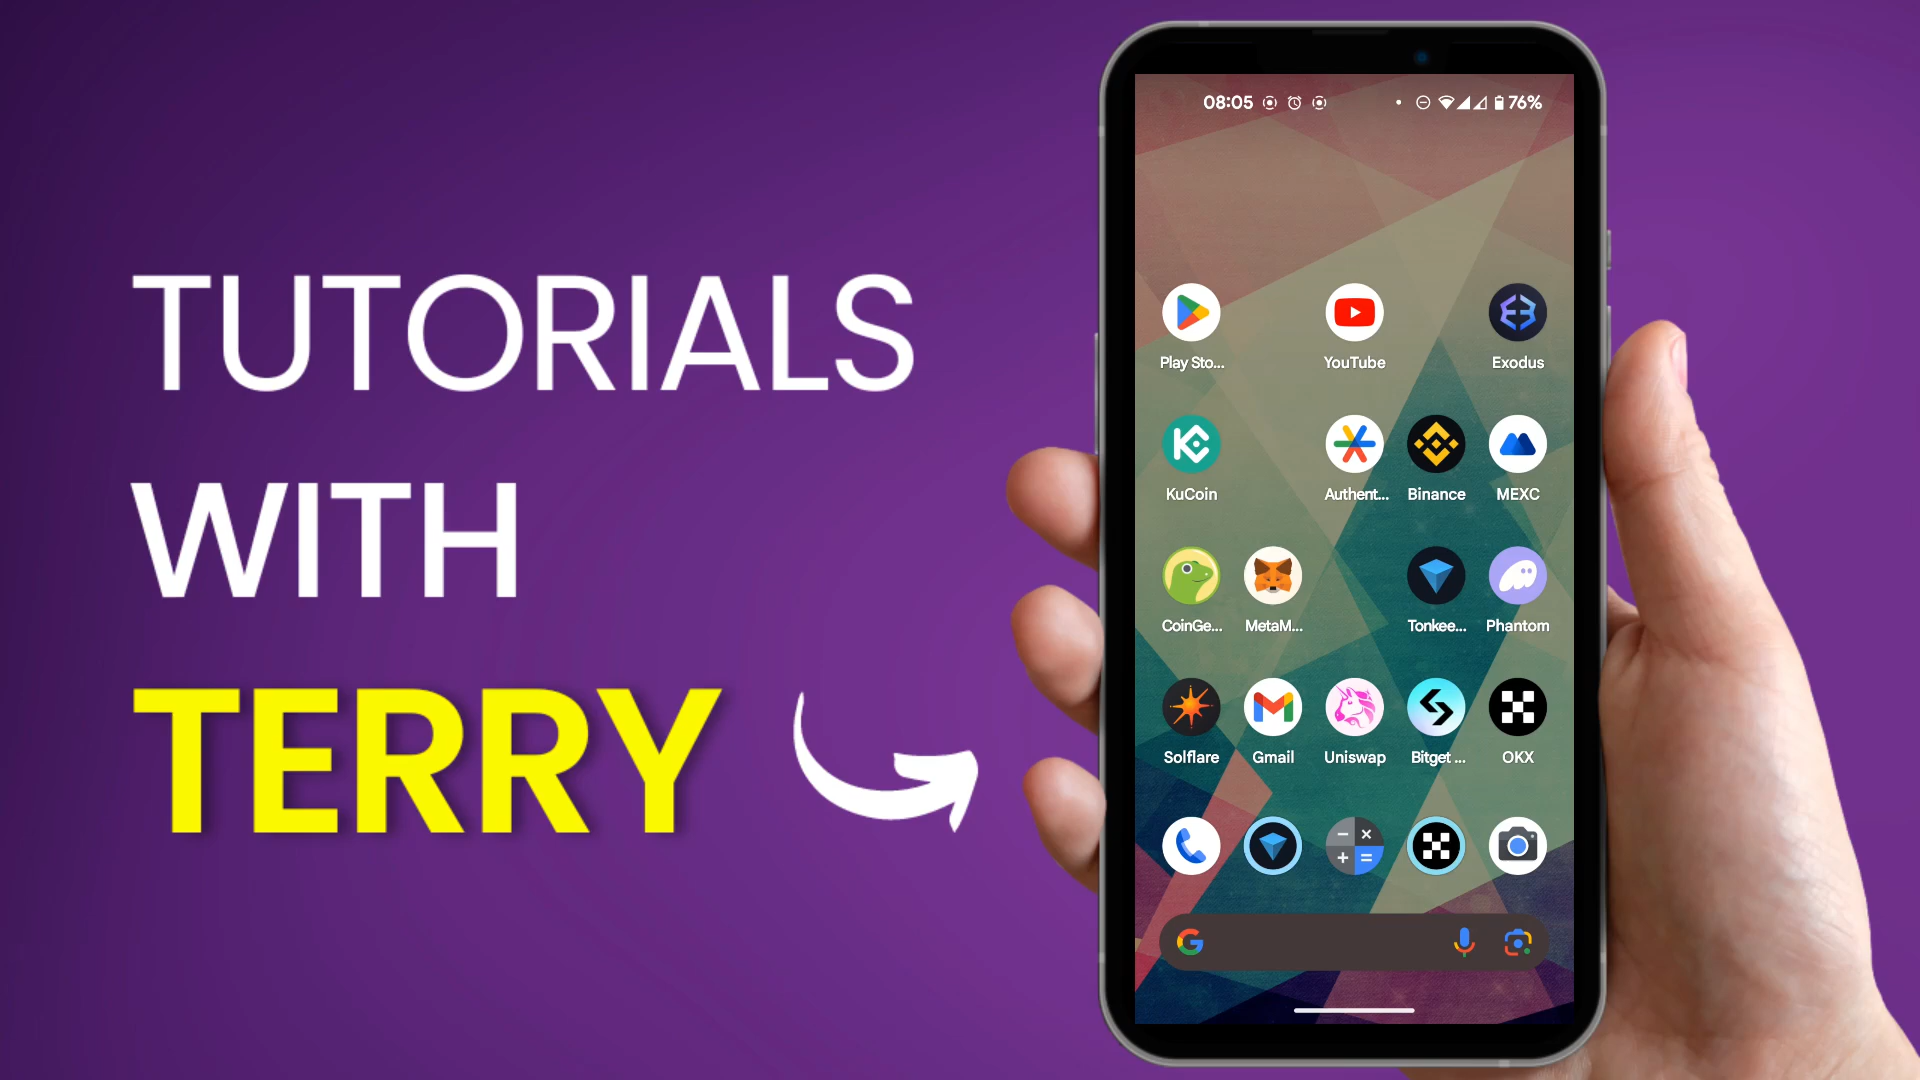 TUTORIALS
WITH
TERRY
08:05 76%
Play Sto... YouTube Exodus
KuCoin Authent... Binance MEXC
CoinGe... MetaM... Tonkee... Phantom
Solflare Gmail Uniswap Bitget ... OKX